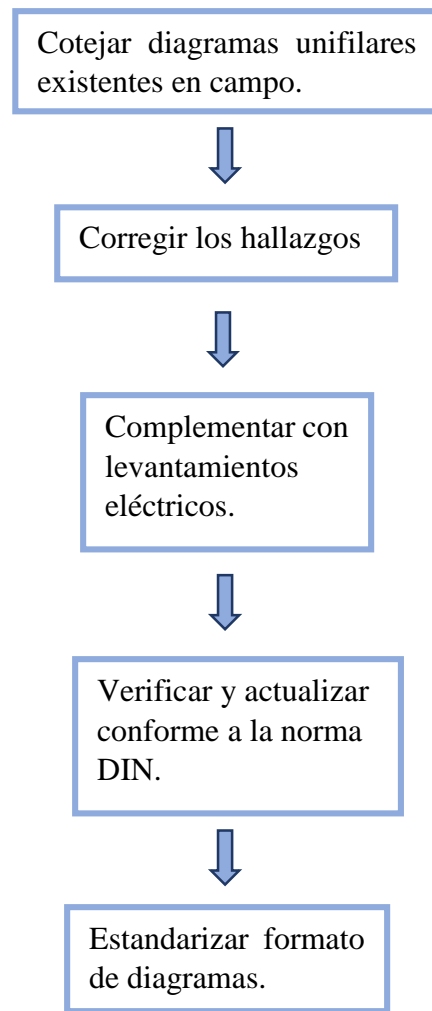 Cotejar diagramas unifilares
existentes en campo.
Corregir los hallazgos
Complementar con
levantamientos
eléctricos.
Verificar y actualizar
conforme a la norma
DIN.
Estandarizar formato
de diagramas.